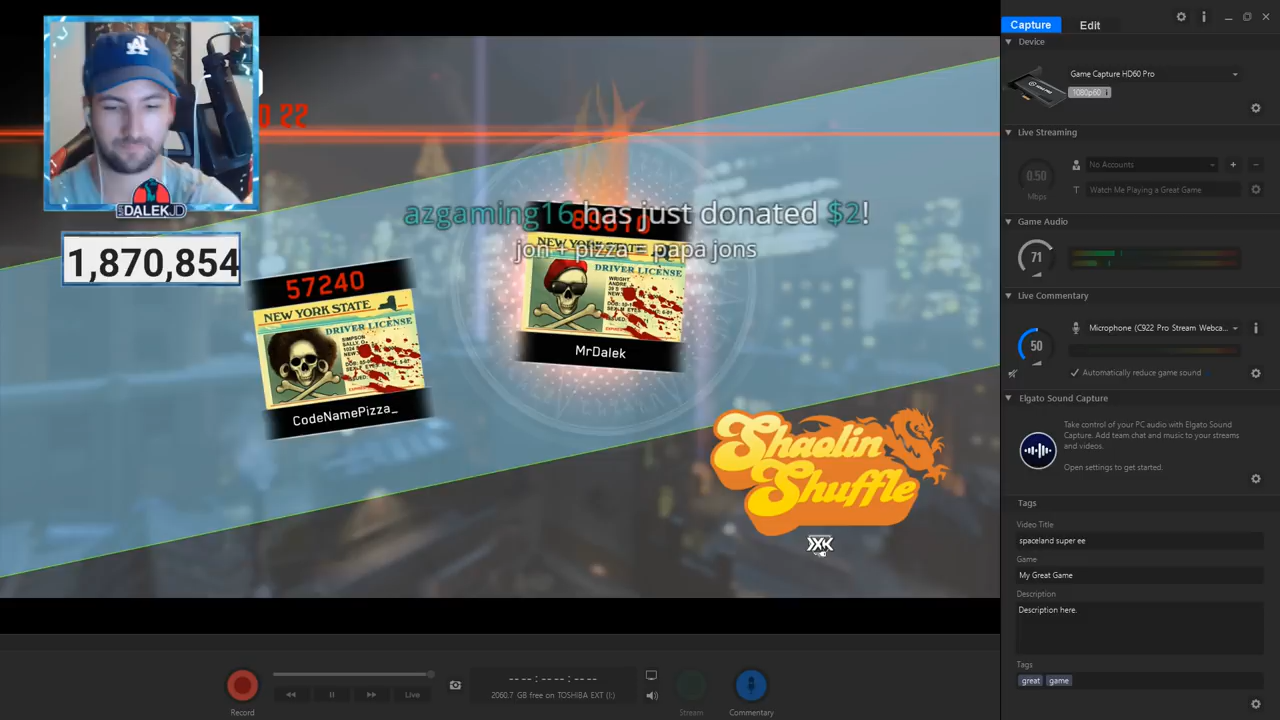 Capture
Edit
Device
Game Capture HD60 Pro
1080p60
Live Streaming
0.50
Mbps
No Accounts
Watch Me Playing a Great Game
Game Audio
71
Live Commentary
50
Microphone (C922 Pro Stream Webca...
Automatically reduce game sound
Elgato Sound Capture
Take control of your PC audio with Elgato Sound
Capture. Add team chat and music to your streams
and videos.
Open settings to get started.
Tags
Video Title
spaceland super ee
Game
My Great Game
Description
Description here.
Tags
great game
LA
22
DALEKJD
1,870,854
azgaming16 has just donated $2!
jon + pizza = papa jons
57240
NEW YORK STATE
DRIVER LICENSE
CodeNamePizza_
NEW YORK STATE
DRIVER LICENSE
MrDalek
Shaolin
Shuffle
Record
Live
-- -- : -- -- : -- --
2060.7 GB free on TOSHIBA EXT (I:)
Stream
Commentary